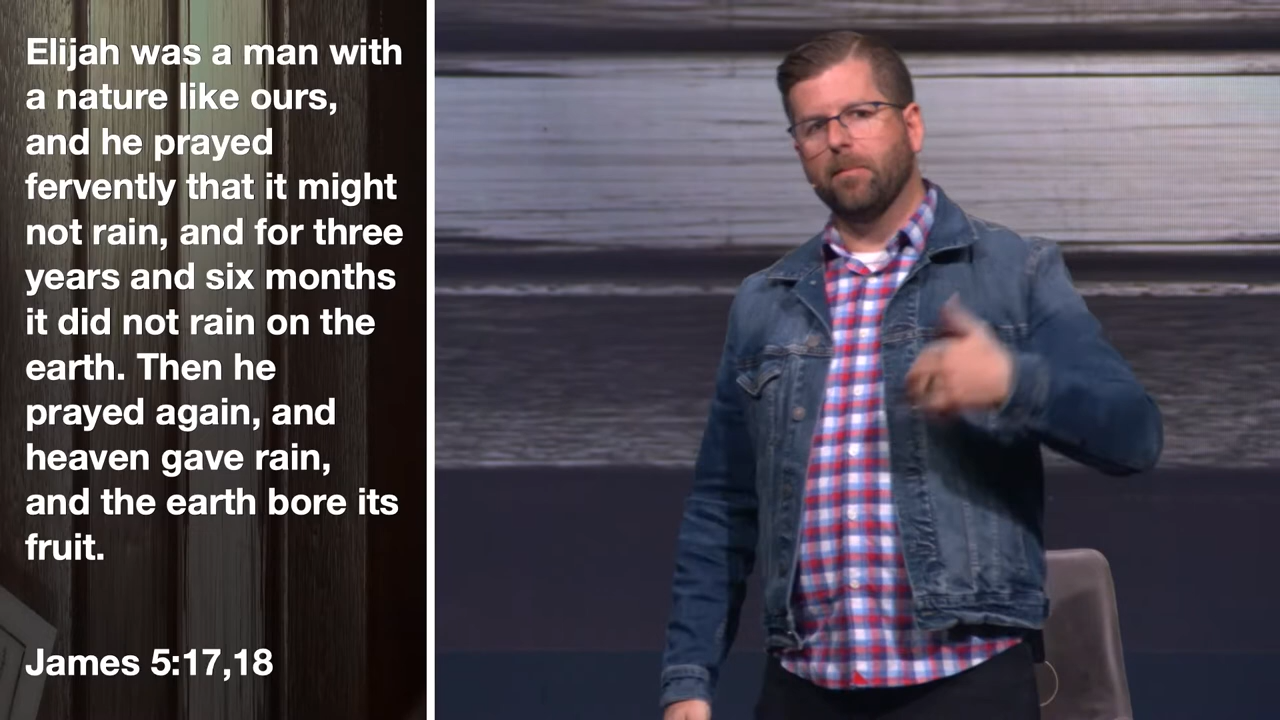 Elijah was a man with
a nature like ours,
and he prayed
fervently that it might
not rain, and for three
years and six months
it did not rain on the
earth. Then he
prayed again, and
heaven gave rain,
and the earth bore its
fruit.
James 5:17,18